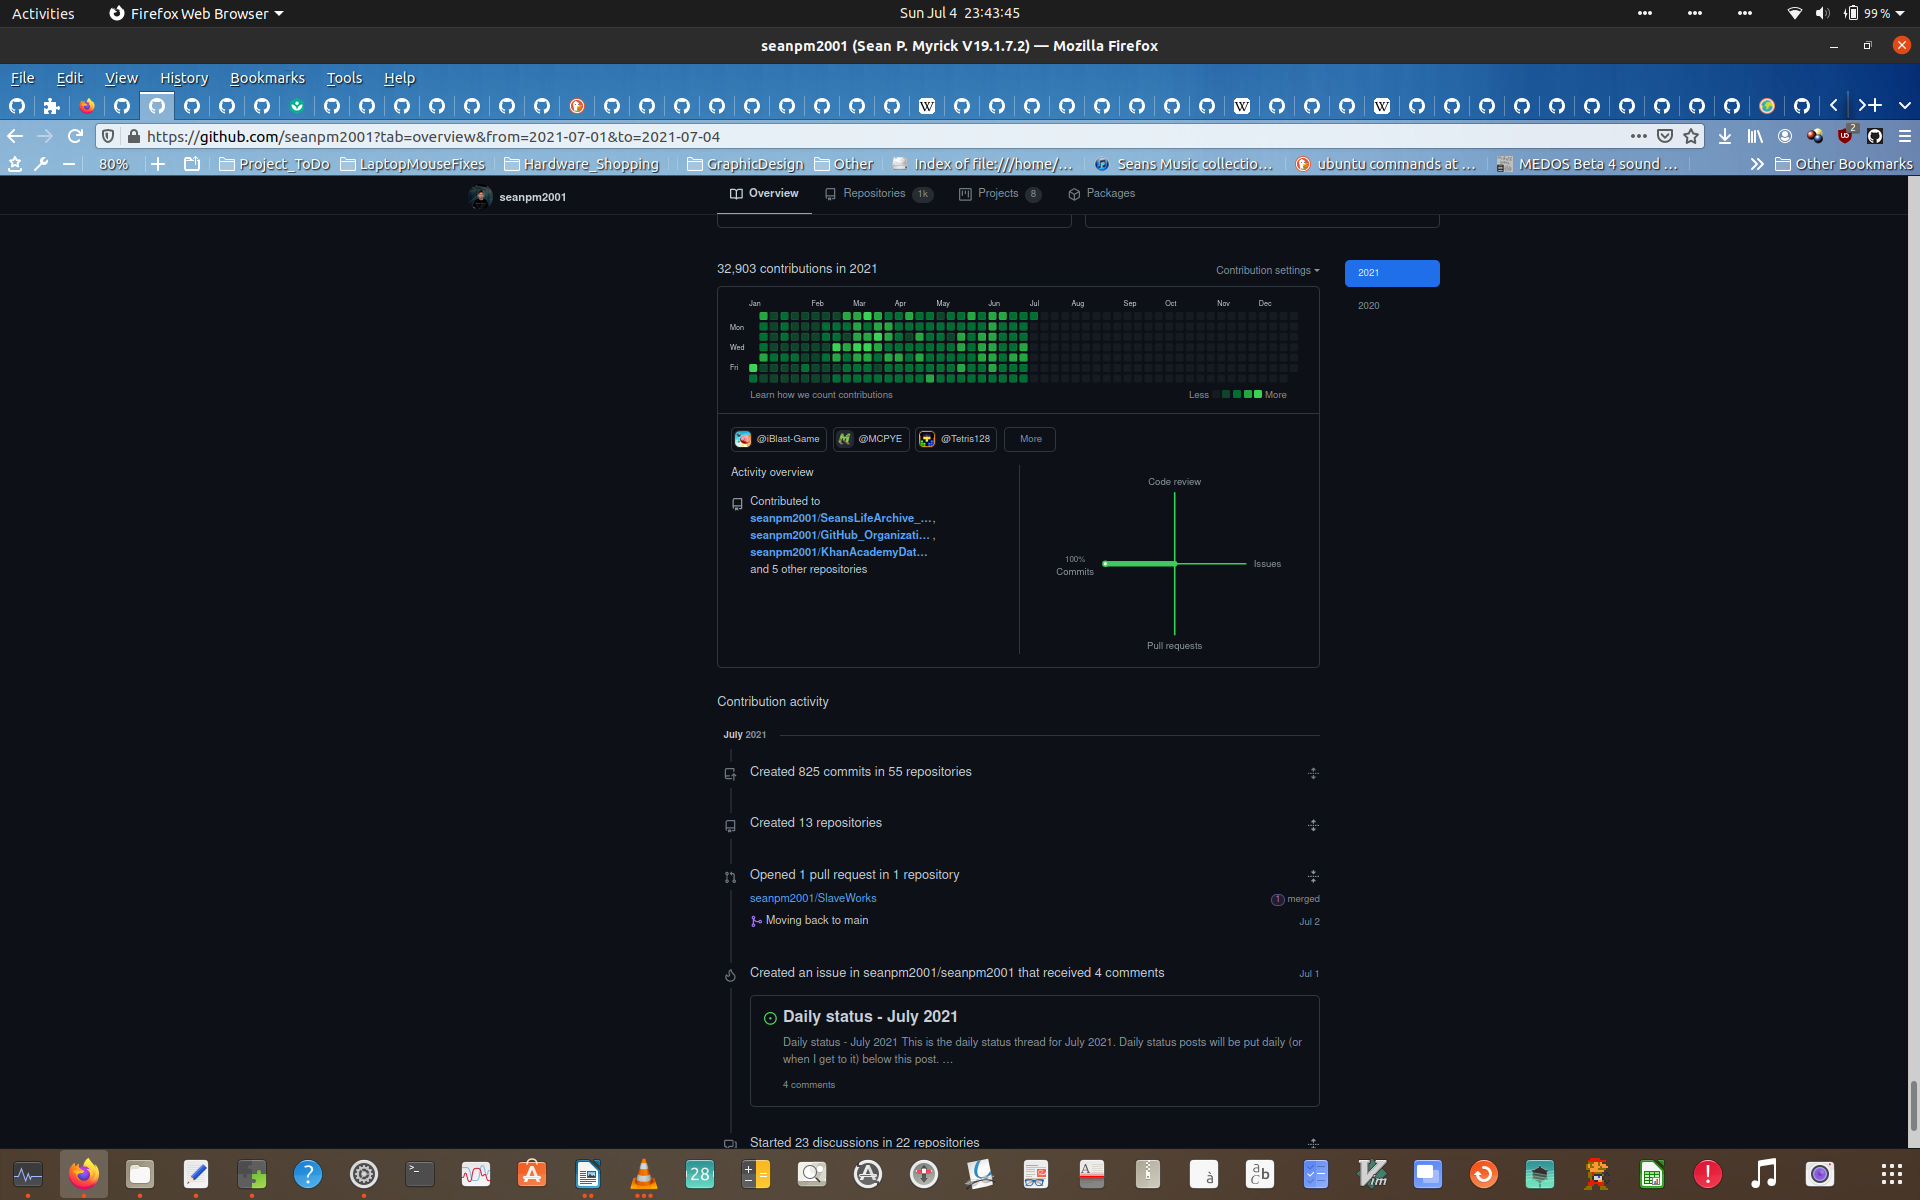 Activities
Firefox Web Browser
Sun Jul 4 23:43:45
99 %
seanpm2001 (Sean P. Myrick V19.1.7.2) — Mozilla Firefox
File Edit View History Bookmarks Tools Help
https://github.com/seanpm2001?tab=overview&from=2021-07-01&to=2021-07-04
2
80%
Project_ToDo
LaptopMouseFixes
Hardware_Shopping
GraphicDesign
Other
Index of file:///home/...
Seans Music collectio...
ubuntu commands at ...
MEDOS Beta 4 sound ...
Other Bookmarks
seanpm2001
Overview
Repositories 1k
Projects 8
Packages
32,903 contributions in 2021
Contribution settings
2021
2020
Jan Feb Mar Apr May Jun Jul Aug Sep Oct Nov Dec
Mon
Wed
Fri
Learn how we count contributions
Less More
@iBlast-Game
@MCPYE
@Tetris128
More
Activity overview
Contributed to
seanpm2001/SeansLifeArchive_... ,
seanpm2001/GitHub_Organizati... ,
seanpm2001/KhanAcademyDat...
and 5 other repositories
Code review
100%
Commits
Issues
Pull requests
Contribution activity
July 2021
Created 825 commits in 55 repositories
Created 13 repositories
Opened 1 pull request in 1 repository
seanpm2001/SlaveWorks
1 merged
Moving back to main
Jul 2
Created an issue in seanpm2001/seanpm2001 that received 4 comments
Jul 1
Daily status - July 2021
Daily status - July 2021 This is the daily status thread for July 2021. Daily status posts will be put daily (or
when I get to it) below this post. …
4 comments
Started 23 discussions in 22 repositories
28